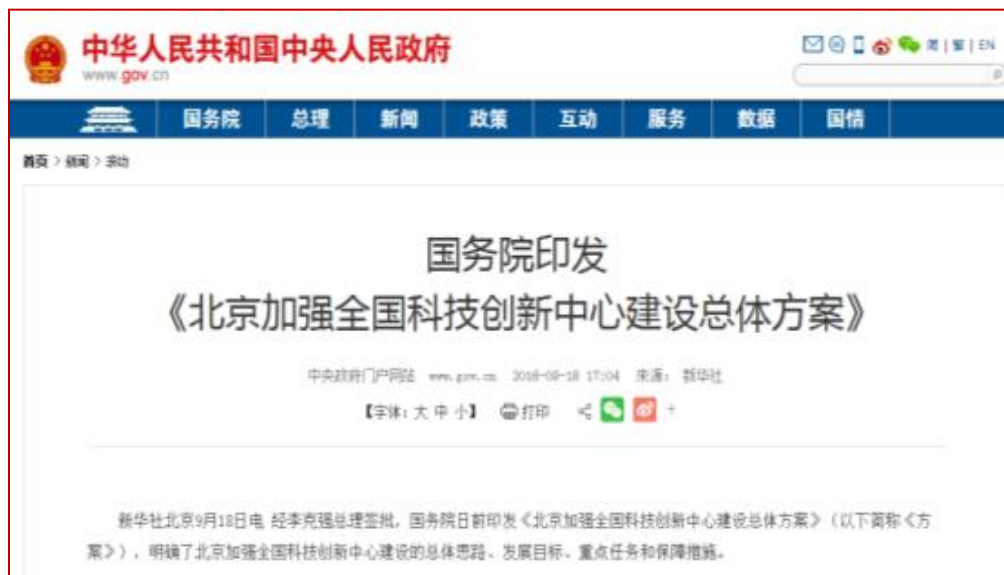 中华人民共和国中央人民政府
www.gov.cn
简 | 繁 | EN
国务院 总理 新闻 政策 互动 服务 数据 国情
首页 > 新闻 > 滚动
国务院印发
《北京加强全国科技创新中心建设总体方案》
中央政府门户网站 www.gov.cn 2016-09-18 17:04 来源： 新华社
【字体：大 中 小】 打印 +
新华社北京9月18日电 经李克强总理签批，国务院日前印发《北京加强全国科技创新中心建设总体方案》（以下简称《方
案》），明确了北京加强全国科技创新中心建设的总体思路、发展目标、重点任务和保障措施。